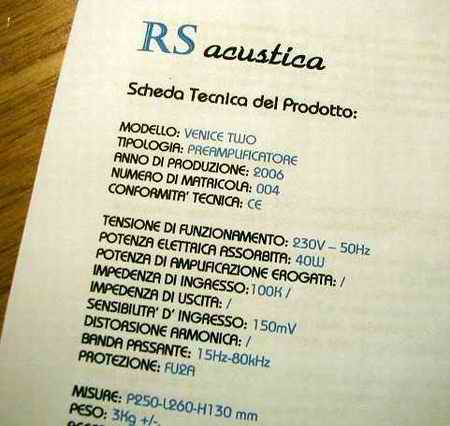 RS acustica
Scheda Tecnica del Prodotto:
MODELLO: VENICE TWO
TIPOLOGIA: PREAMPLIFICATORE
ANNO DI PRODUZIONE: 2006
NUMERO DI MATRICOLA: 004
CONFORMITA' TECNICA: CE
TENSIONE DI FUNZIONAMENTO: 230V – 50Hz
POTENZA ELETTRICA ASSORBITA: 40W
POTENZA DI AMPLIFICAZIONE EROGATA: /
IMPEDENZA DI INGRESSO:100K /
IMPEDENZA DI USCITA: /
SENSIBILITA' D' INGRESSO: 150mV
DISTORSIONE ARMONICA: /
BANDA PASSANTE: 15Hz-80kHz
PROTEZIONE: FU2A
MISURE: P250-L260-H130 mm
PESO: 3Kg +/-.